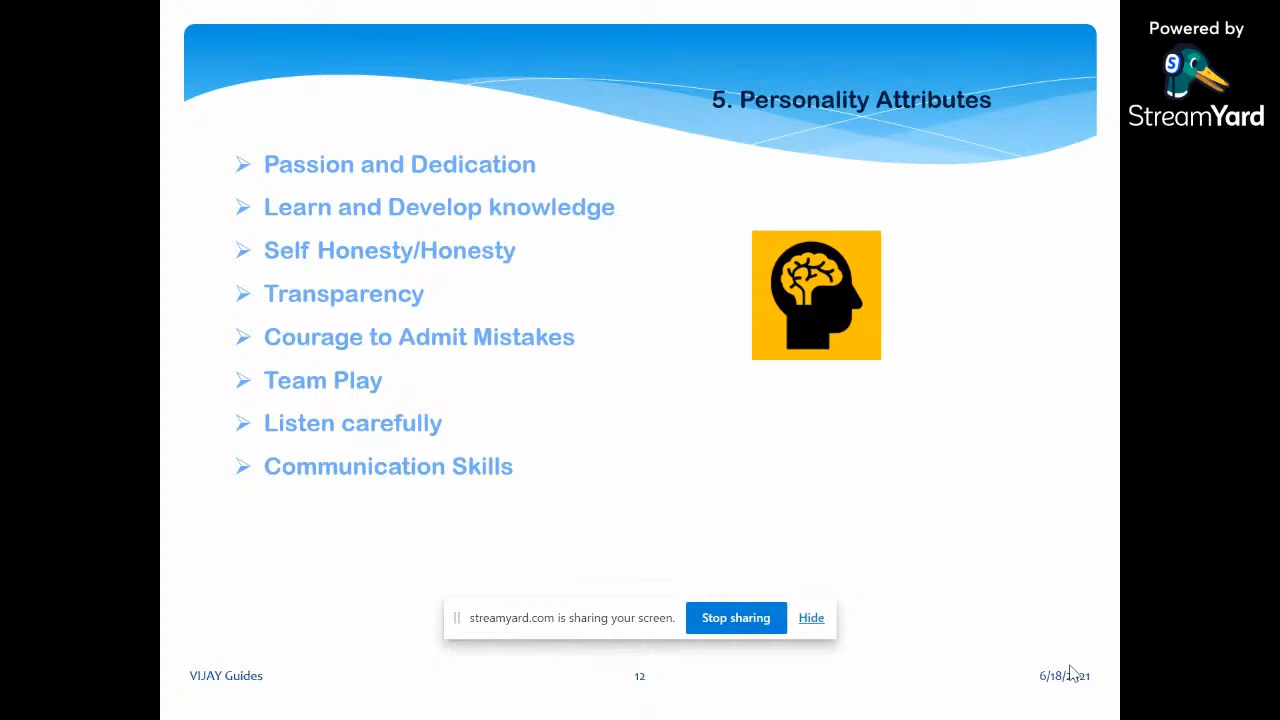 Powered by
StreamYard
5. Personality Attributes
Passion and Dedication
Learn and Develop knowledge
Self Honesty/Honesty
Transparency
Courage to Admit Mistakes
Team Play
Listen carefully
Communication Skills
streamyard.com is sharing your screen.
Stop sharing
Hide
VIJAY Guides
12